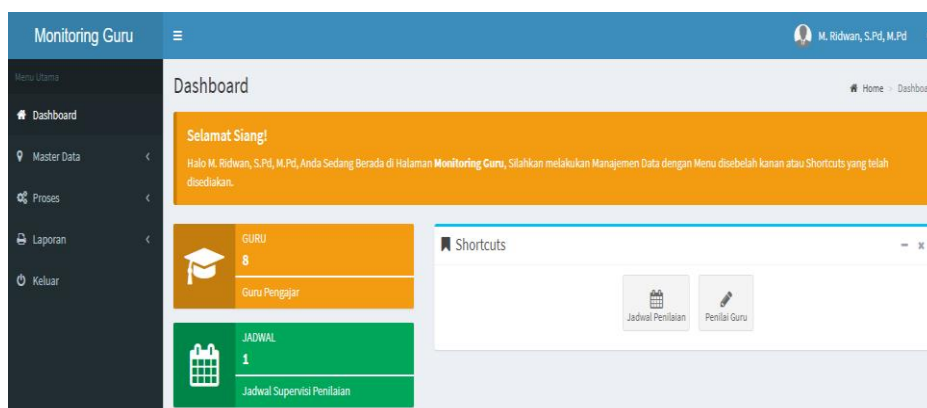 Monitoring Guru
M. Ridwan, S.Pd, M.Pd
Menu Utama
Dashboard
Master Data
Proses
Laporan
Keluar
Dashboard
Home > Dashboa
Selamat Siang!
Halo M. Ridwan, S.Pd, M.Pd, Anda Sedang Berada di Halaman Monitoring Guru, Silahkan melakukan Manajemen Data dengan Menu disebelah kanan atau Shortcuts yang telah
disediakan.
GURU
8
Guru Pengajar
JADWAL
1
Jadwal Supervisi Penilaian
Shortcuts
Jadwal Penilaian
Penilai Guru